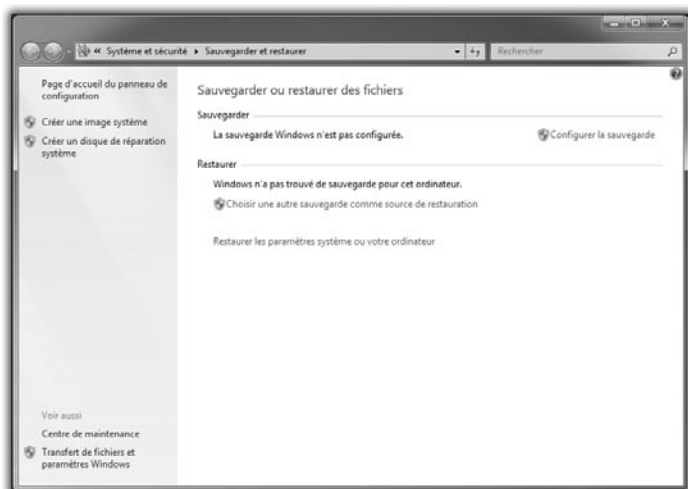 « Système et sécurité ▸ Sauvegarder et restaurer
Rechercher
Page d'accueil du panneau de
configuration
Créer une image système
Créer un disque de réparation
système
Voir aussi
Centre de maintenance
Transfert de fichiers et
paramètres Windows
Sauvegarder ou restaurer des fichiers
Sauvegarder
La sauvegarde Windows n'est pas configurée.
Configurer la sauvegarde
Restaurer
Windows n'a pas trouvé de sauvegarde pour cet ordinateur.
Choisir une autre sauvegarde comme source de restauration
Restaurer les paramètres système ou votre ordinateur